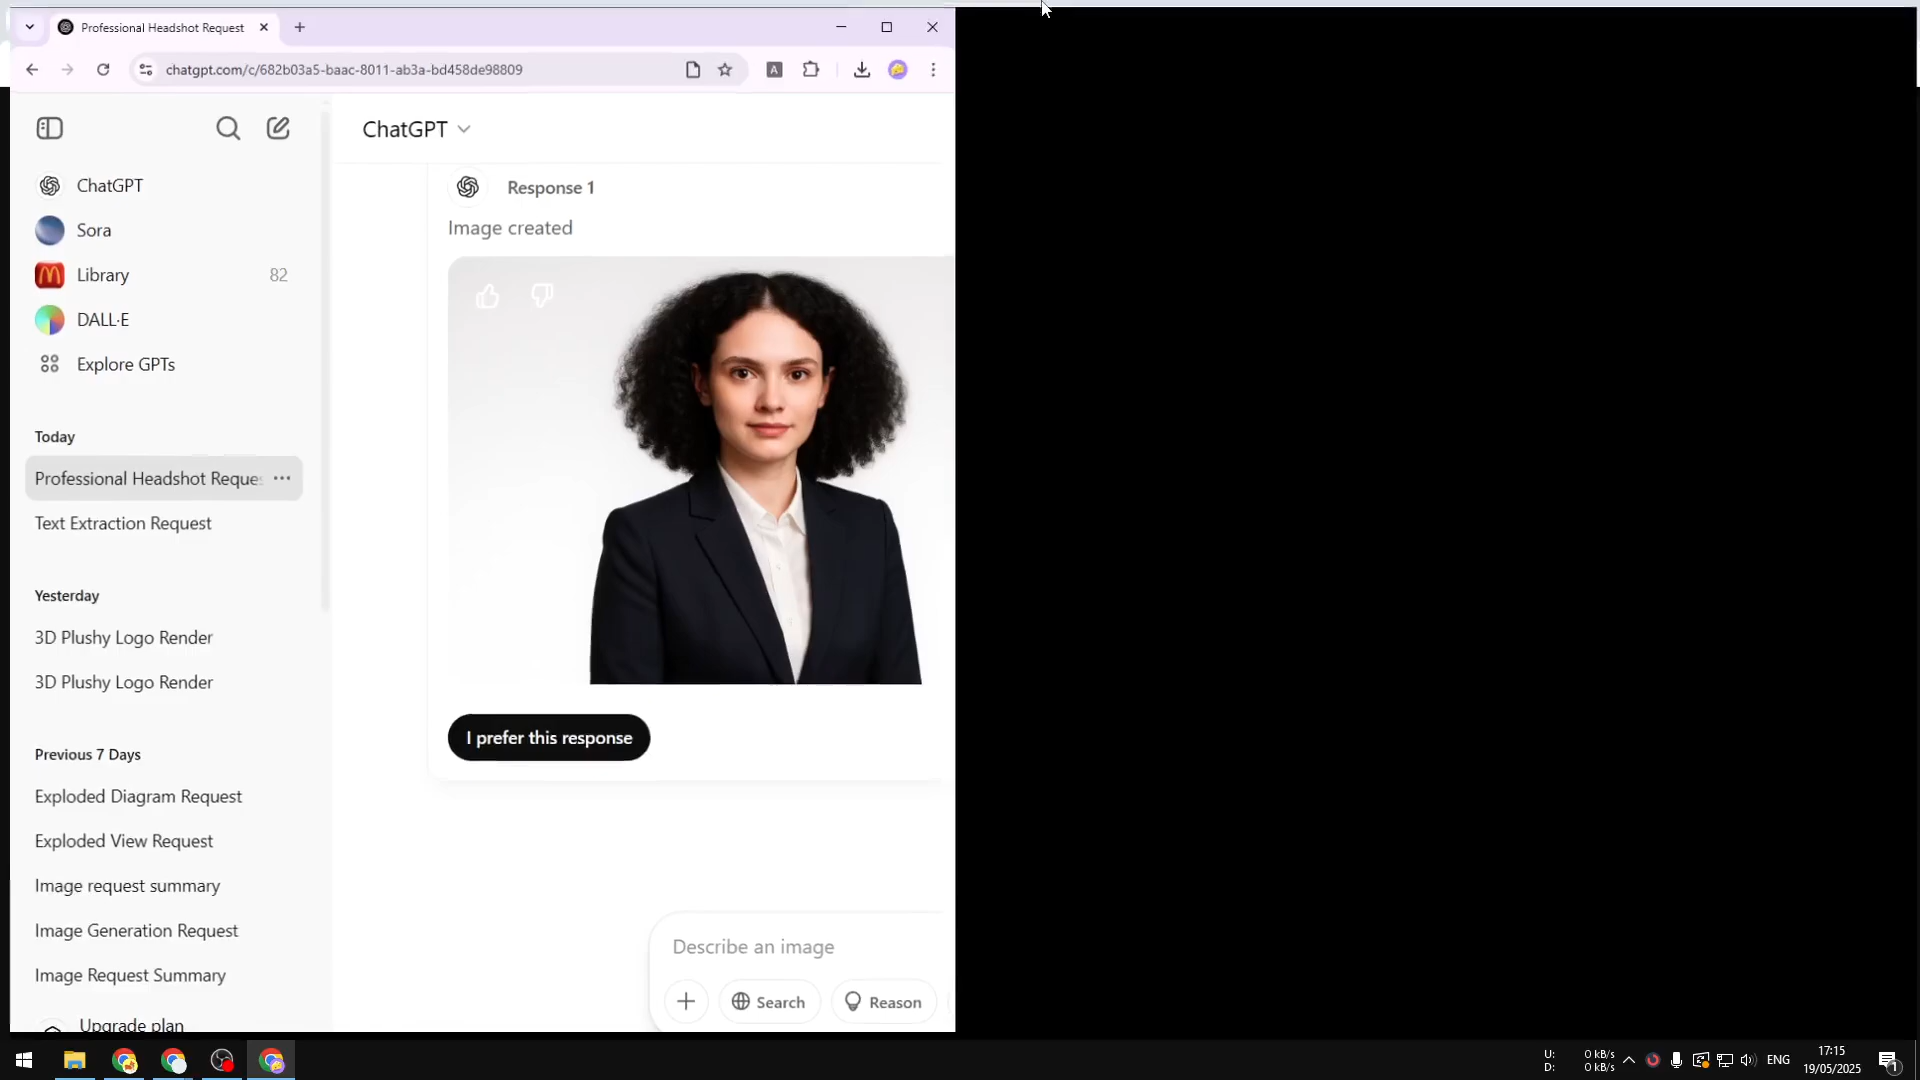 Professional Headshot Request
chatgpt.com/c/682b03a5-baac-8011-ab3a-bd458de98809
A
ChatGPT
ChatGPT
Sora
Library 82
DALL·E
Explore GPTs
Today
Professional Headshot Reque
Text Extraction Request
Yesterday
3D Plushy Logo Render
3D Plushy Logo Render
Previous 7 Days
Exploded Diagram Request
Exploded View Request
Image request summary
Image Generation Request
Image Request Summary
Upgrade plan
Response 1
Image created
I prefer this response
Describe an image
Search
Reason
U: 0 kB/s
D: 0 kB/s
ENG
17:15
19/05/2025
1